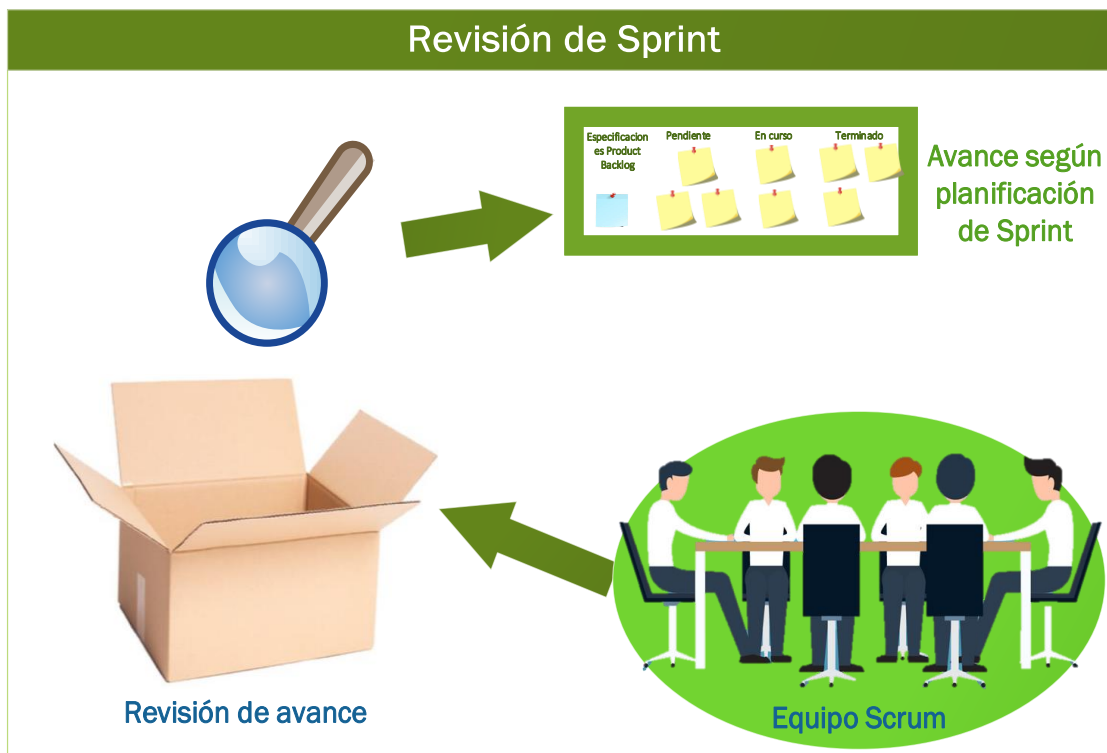 Revisión de Sprint
Especificacion
es Product
Backlog
Pendiente
En curso
Terminado
Avance según
planificación
de Sprint
Revisión de avance
Equipo Scrum